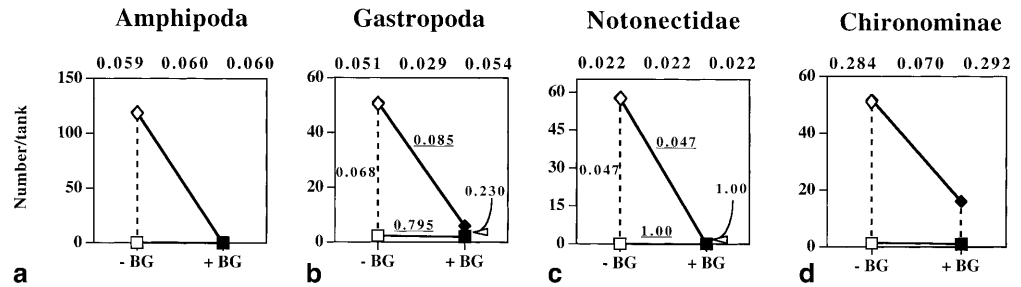 Amphipoda Gastropoda Notonectidae Chironominae
0.059 0.060 0.060 0.051 0.029 0.054 0.022 0.022 0.022 0.284 0.070 0.292
Number/tank
150
100
50
0
- BG + BG
a
60
40
20
0
0.085
0.068
0.230
0.795
- BG + BG
b
60
45
30
15
0
0.047
0.047
1.00
1.00
- BG + BG
c
60
40
20
0
- BG + BG
d